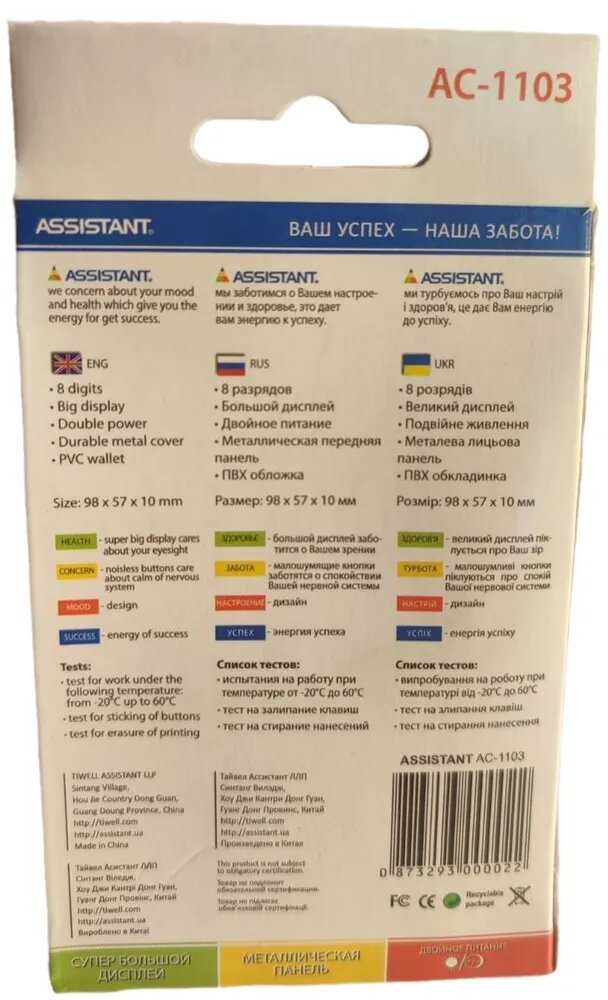 AC-1103
ASSISTANT® ВАШ УСПЕХ — НАША ЗАБОТА!
ASSISTANT®
we concern about your mood
and health which give you the
energy for get success.
ASSISTANT®
мы заботимся о Вашем настрое-
нии и здоровье, это дает
вам энергию к успеху.
ASSISTANT®
ми турбуємось про Ваш настрій
і здоров'я, це дає Вам енергію
до успіху.
ENG
• 8 digits
• Big display
• Double power
• Durable metal cover
• PVC wallet
RUS
• 8 разрядов
• Большой дисплей
• Двойное питание
• Металлическая передняя
панель
• ПВХ обложка
UKR
• 8 розрядів
• Великий дисплей
• Подвійне живлення
• Металева лицьова
панель
• ПВХ обкладинка
Size: 98 x 57 x 10 mm
Размер: 98 x 57 x 10 мм
Розмір: 98 x 57 x 10 мм
HEALTH - super big display cares
about your eyesight
CONCERN - noisless buttons care
about calm of nervous
system
MOOD - design
SUCCESS - energy of success
ЗДОРОВЬЕ - большой дисплей забо-
тится о Вашем зрении
ЗАБОТА - малошумящие кнопки
заботятся о спокойствии
Вашей нервной системы
НАСТРОЕНИЕ - дизайн
УСПЕХ - энергия успеха
ЗДОРОВ'Я - великий дисплей пік-
лується про Ваш зір
ТУРБОТА - малошумливі кнопки
піклуються про спокій
Вашої нервової системи
НАСТРІЙ - дизайн
УСПІХ - енергія успіху
Tests:
• test for work under the
following temperature:
from -20°C up to 60°C
• test for sticking of buttons
• test for erasure of printing
Список тестов:
• испытания на работу при
температуре от -20°C до 60°C
• тест на залипание клавиш
• тест на стирание нанесений
Список тестов:
• випробування на роботу при
температурі від -20°C до 60°C
• тест на залипання клавіш
• тест на стирання нанесення
TIWELL ASSISTANT LLP
Sintang Village,
Hou Jie Country Dong Guan,
Guang Doung Province, China
http://tiwell.com
http://assistant.ua
Made in China
Тайвел Ассистант ЛЛП
Синтанг Вилэдж,
Хоу Джи Кантри Донг Гуан,
Гуанг Донг Провинс, Китай
http://tiwell.com
http://assistant.ua
Произведено в Китае
ASSISTANT AC-1103
0 873293 000022
Тайвел Асистант ЛЛП
Сінтанг Віледж,
Хоу Джи Кантрі Донг Гуан,
Гуанг Донг Провінс, Китай
http://tiwell.com
http://assistant.ua
Вироблено в Китаї
This product is not subject
to obligatory certification.
Товар не подлежит
обязательной сертификации.
Товар не підлягає
обов'язковій сертифікації.
FC CE Recyclable
package
СУПЕР БОЛЬШОЙ
ДИСПЛЕЙ
МЕТАЛЛИЧЕСКАЯ
ПАНЕЛЬ
ДВОЙНОЕ ПИТАНИЕ